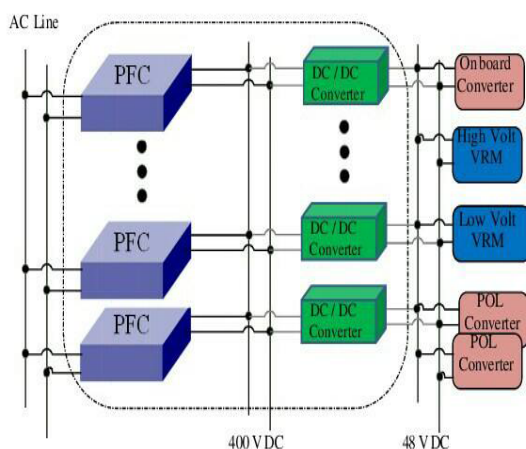 AC Line
PFC
DC / DC
Converter
Onboard
Converter
High Volt
VRM
PFC
DC / DC
Converter
Low Volt
VRM
PFC
DC / DC
Converter
POL
Converter
POL
Converter
400 V DC
48 V DC